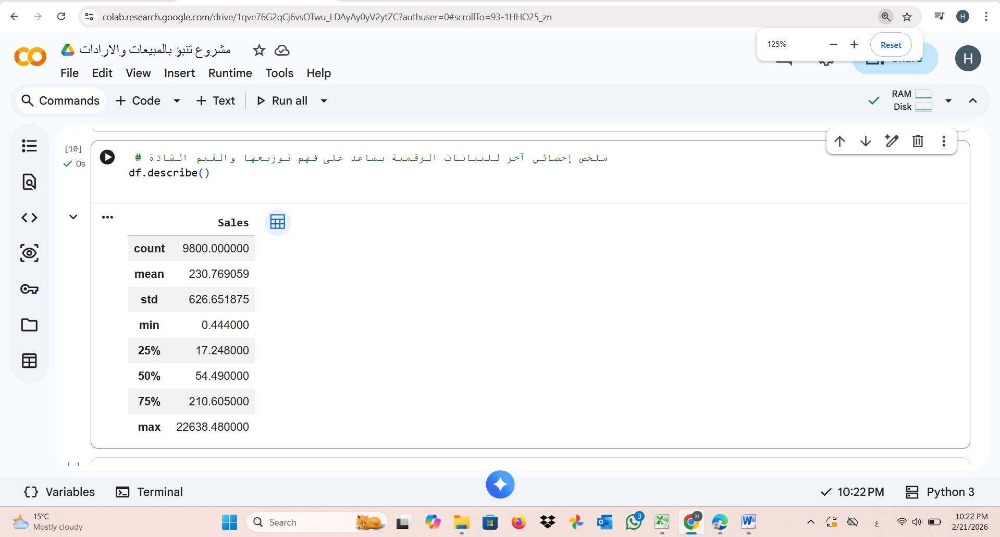 colab.research.google.com/drive/1qve76G2qCj6vsOTwu_LDAyAy0yV2ytZC?authuser=0#scrollTo=93-1HHO25_zn
H
125%
Reset
مشروع تنبؤ بالمبيعات والارادات
H
File Edit View Insert Runtime Tools Help
Commands + Code + Text Run all
RAM
Disk
[10]
0s
# ملخص إحصائي آخر للبيانات الرقمية يساعد على فهم توزيعها والقيم الشاذة
df.describe()
Sales
count 9800.000000
mean 230.769059
std 626.651875
min 0.444000
25% 17.248000
50% 54.490000
75% 210.605000
max 22638.480000
Variables Terminal
10:22 PM Python 3
15°C
Mostly cloudy
Search
3
H
ع
10:22 PM
2/21/2026